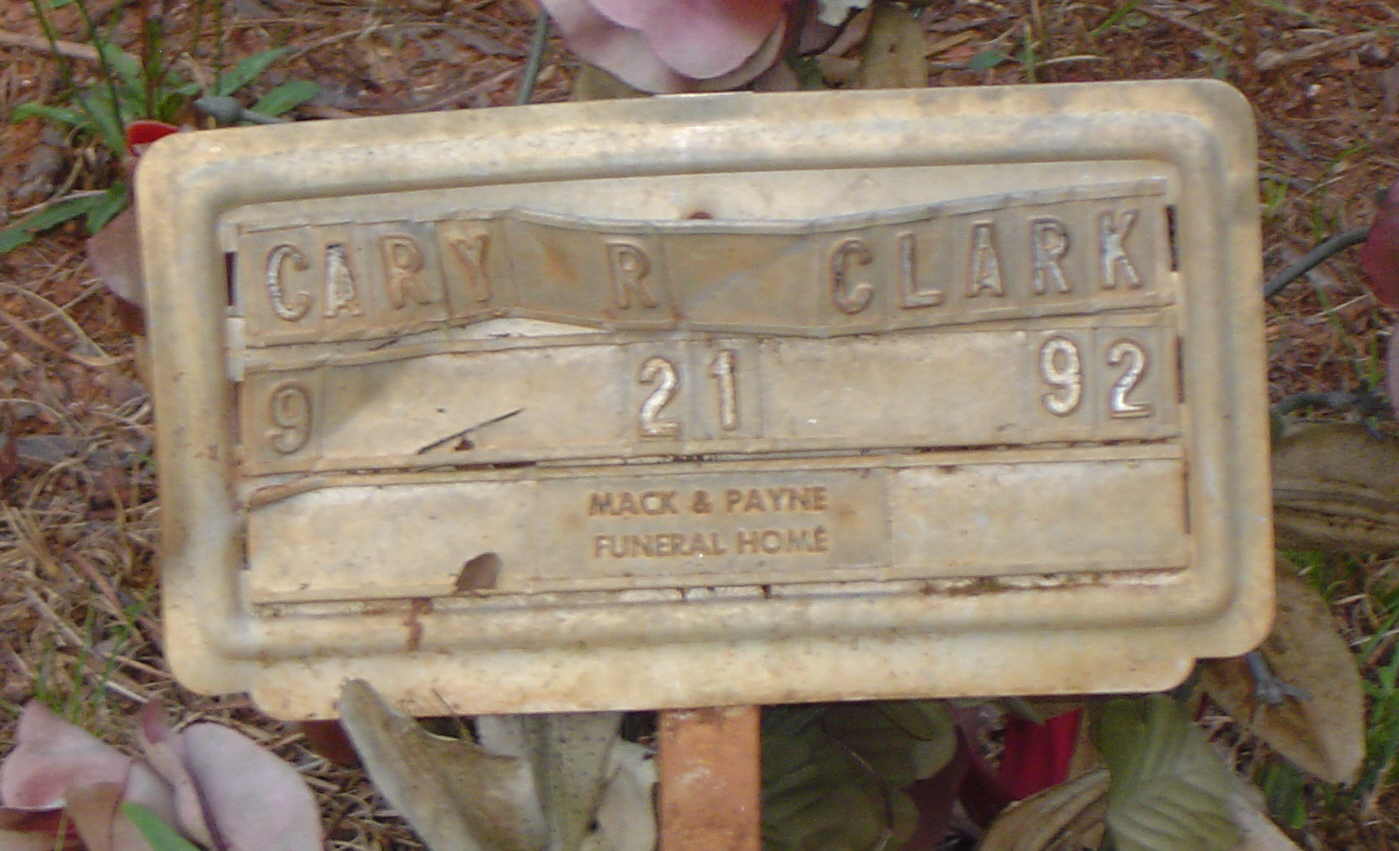 CARY R CLARK
9 21 92
MACK & PAYNE
FUNERAL HOME